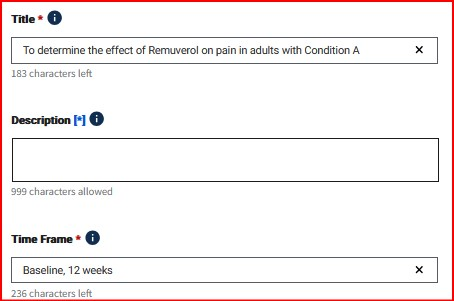 Title *
To determine the effect of Remuverol on pain in adults with Condition A
183 characters left
Description [*]
999 characters allowed
Time Frame *
Baseline, 12 weeks
236 characters left